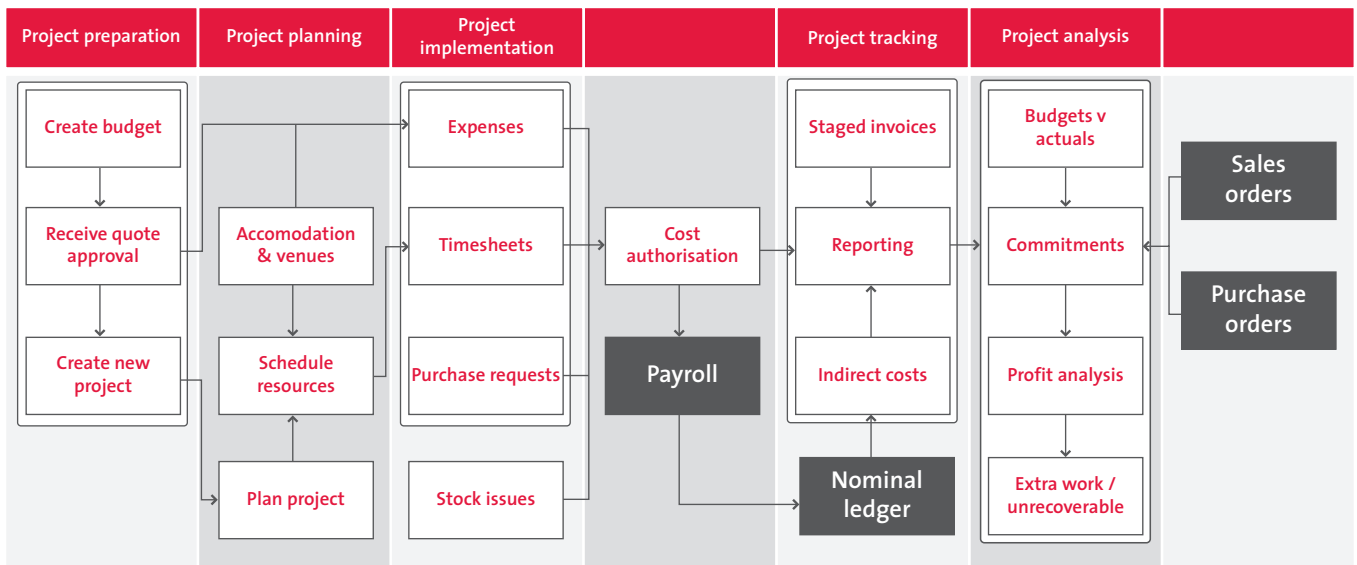 Project preparation
Project planning
Project
implementation
Project tracking
Project analysis
Create budget
Receive quote
approval
Create new
project
Accomodation
& venues
Schedule
resources
Plan project
Expenses
Timesheets
Purchase requests
Stock issues
Cost
authorisation
Payroll
Staged invoices
Reporting
Indirect costs
Nominal
ledger
Budgets v
actuals
Commitments
Profit analysis
Extra work /
unrecoverable
Sales
orders
Purchase
orders